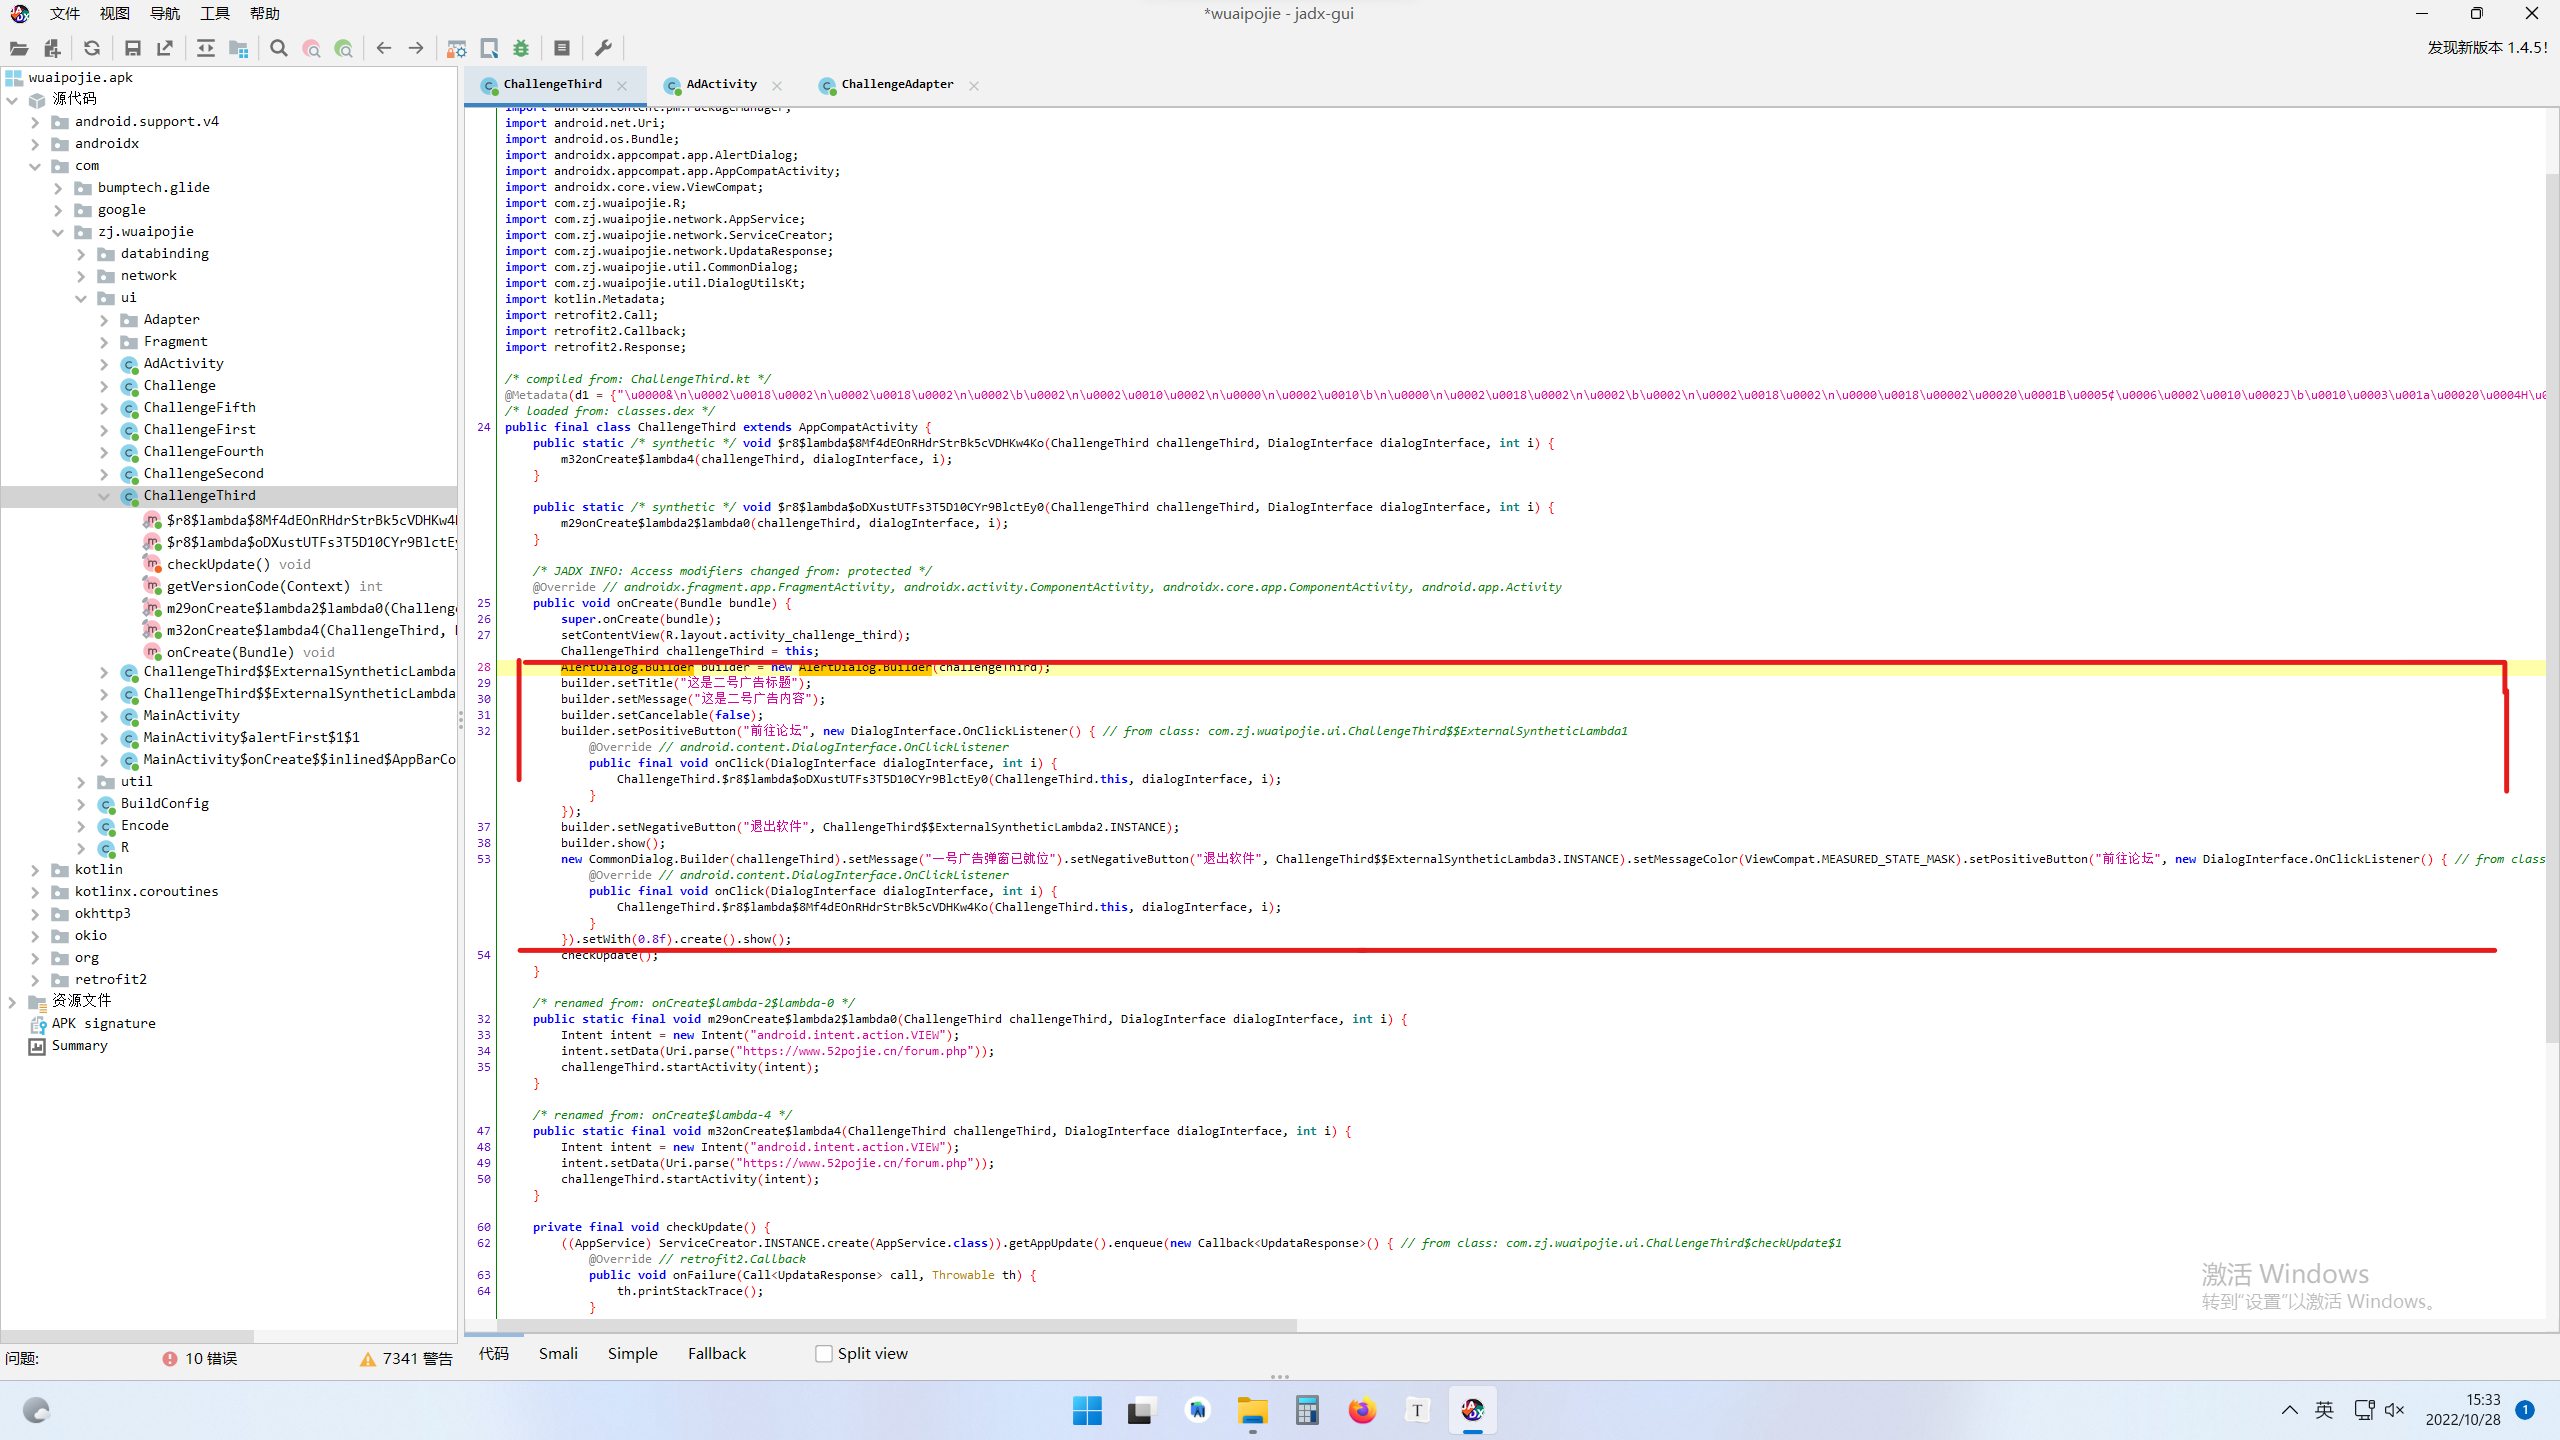 文件 视图 导航 工具 帮助
*wuaipojie - jadx-gui
发现新版本 1.4.5!
wuaipojie.apk
源代码
android.support.v4
androidx
com
bumptech.glide
google
zj.wuaipojie
databinding
network
ui
Adapter
Fragment
AdActivity
Challenge
ChallengeFifth
ChallengeFirst
ChallengeFourth
ChallengeSecond
ChallengeThird
$r8$lambda$8Mf4dEOnRHdrStrBk5cVDHKw4
$r8$lambda$oDXustUTFs3T5D10CYr9BlctE
checkUpdate() void
getVersionCode(Context) int
m29onCreate$lambda2$lambda0(Challeng
m32onCreate$lambda4(ChallengeThird,
onCreate(Bundle) void
ChallengeThird$$ExternalSyntheticLambda
ChallengeThird$$ExternalSyntheticLambda
MainActivity
MainActivity$alertFirst$1$1
MainActivity$onCreate$$inlined$AppBarCo
util
BuildConfig
Encode
R
kotlin
kotlinx.coroutines
okhttp3
okio
org
retrofit2
资源文件
APK signature
Summary
问题: 10 错误 7341 警告
ChallengeThird AdActivity ChallengeAdapter
import android.content.pm.PackageManager;
import android.net.Uri;
import android.os.Bundle;
import androidx.appcompat.app.AlertDialog;
import androidx.appcompat.app.AppCompatActivity;
import androidx.core.view.ViewCompat;
import com.zj.wuaipojie.R;
import com.zj.wuaipojie.network.AppService;
import com.zj.wuaipojie.network.ServiceCreator;
import com.zj.wuaipojie.network.UpdataResponse;
import com.zj.wuaipojie.util.CommonDialog;
import com.zj.wuaipojie.util.DialogUtilsKt;
import kotlin.Metadata;
import retrofit2.Call;
import retrofit2.Callback;
import retrofit2.Response;
/* compiled from: ChallengeThird.kt */
@Metadata(d1 = {"\u0000&\n\u0002\u0018\u0002\n\u0002\u0018\u0002\n\u0002\b\u0002\n\u0002\u0010\u0002\n\u0000\n\u0002\u0010\b\n\u0000\n\u0002\u0018\u0002\n\u0002\b\u0002\n\u0002\u0018\u0002\n\u0000\u0018\u00002\u00020\u0001B\u0005¢\u0006\u0002\u0010\u0002J\b\u0010\u0003\u001a\u00020\u0004H\u0
/* loaded from: classes.dex */
24 public final class ChallengeThird extends AppCompatActivity {
public static /* synthetic */ void $r8$lambda$8Mf4dEOnRHdrStrBk5cVDHKw4Ko(ChallengeThird challengeThird, DialogInterface dialogInterface, int i) {
m32onCreate$lambda4(challengeThird, dialogInterface, i);
}
public static /* synthetic */ void $r8$lambda$oDXustUTFs3T5D10CYr9BlctEy0(ChallengeThird challengeThird, DialogInterface dialogInterface, int i) {
m29onCreate$lambda2$lambda0(challengeThird, dialogInterface, i);
}
/* JADX INFO: Access modifiers changed from: protected */
@Override // androidx.fragment.app.FragmentActivity, androidx.activity.ComponentActivity, androidx.core.app.ComponentActivity, android.app.Activity
25 public void onCreate(Bundle bundle) {
26 super.onCreate(bundle);
27 setContentView(R.layout.activity_challenge_third);
ChallengeThird challengeThird = this;
28 AlertDialog.Builder builder = new AlertDialog.Builder(challengeThird);
29 builder.setTitle("这是二号广告标题");
30 builder.setMessage("这是二号广告内容");
31 builder.setCancelable(false);
32 builder.setPositiveButton("前往论坛", new DialogInterface.OnClickListener() { // from class: com.zj.wuaipojie.ui.ChallengeThird$$ExternalSyntheticLambda1
@Override // android.content.DialogInterface.OnClickListener
public final void onClick(DialogInterface dialogInterface, int i) {
ChallengeThird.$r8$lambda$oDXustUTFs3T5D10CYr9BlctEy0(ChallengeThird.this, dialogInterface, i);
}
});
37 builder.setNegativeButton("退出软件", ChallengeThird$$ExternalSyntheticLambda2.INSTANCE);
38 builder.show();
53 new CommonDialog.Builder(challengeThird).setMessage("一号广告弹窗已就位").setNegativeButton("退出软件", ChallengeThird$$ExternalSyntheticLambda3.INSTANCE).setMessageColor(ViewCompat.MEASURED_STATE_MASK).setPositiveButton("前往论坛", new DialogInterface.OnClickListener() { // from class
@Override // android.content.DialogInterface.OnClickListener
public final void onClick(DialogInterface dialogInterface, int i) {
ChallengeThird.$r8$lambda$8Mf4dEOnRHdrStrBk5cVDHKw4Ko(ChallengeThird.this, dialogInterface, i);
}
}).setWith(0.8f).create().show();
54 checkUpdate();
}
/* renamed from: onCreate$lambda-2$lambda-0 */
32 public static final void m29onCreate$lambda2$lambda0(ChallengeThird challengeThird, DialogInterface dialogInterface, int i) {
33 Intent intent = new Intent("android.intent.action.VIEW");
34 intent.setData(Uri.parse("https://www.52pojie.cn/forum.php"));
35 challengeThird.startActivity(intent);
}
/* renamed from: onCreate$lambda-4 */
47 public static final void m32onCreate$lambda4(ChallengeThird challengeThird, DialogInterface dialogInterface, int i) {
48 Intent intent = new Intent("android.intent.action.VIEW");
49 intent.setData(Uri.parse("https://www.52pojie.cn/forum.php"));
50 challengeThird.startActivity(intent);
}
60 private final void checkUpdate() {
62 ((AppService) ServiceCreator.INSTANCE.create(AppService.class)).getAppUpdate().enqueue(new Callback<UpdataResponse>() { // from class: com.zj.wuaipojie.ui.ChallengeThird$checkUpdate$1
@Override // retrofit2.Callback
63 public void onFailure(Call<UpdataResponse> call, Throwable th) {
64 th.printStackTrace();
}
代码 Smali Simple Fallback Split view
激活 Windows
转到“设置”以激活 Windows。
英
15:33
2022/10/28
1